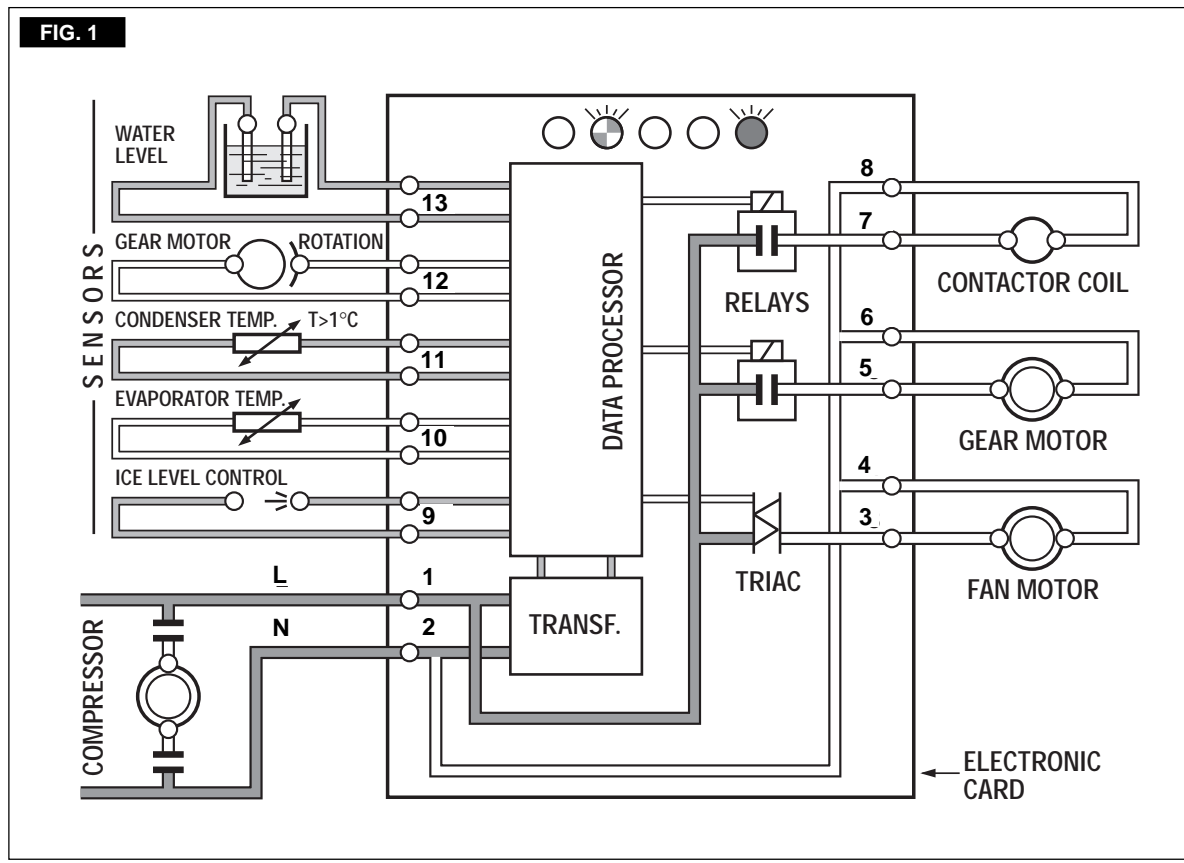 FIG. 1
WATER
LEVEL
13
GEAR MOTOR ROTATION
12
CONDENSER TEMP. T>1°C
11
EVAPORATOR TEMP.
10
ICE LEVEL CONTROL
9
SENSORS
L
1
N
2
COMPRESSOR
DATA PROCESSOR
TRANSF.
RELAYS
TRIAC
8
7
CONTACTOR COIL
6
5
GEAR MOTOR
4
3
FAN MOTOR
ELECTRONIC
CARD